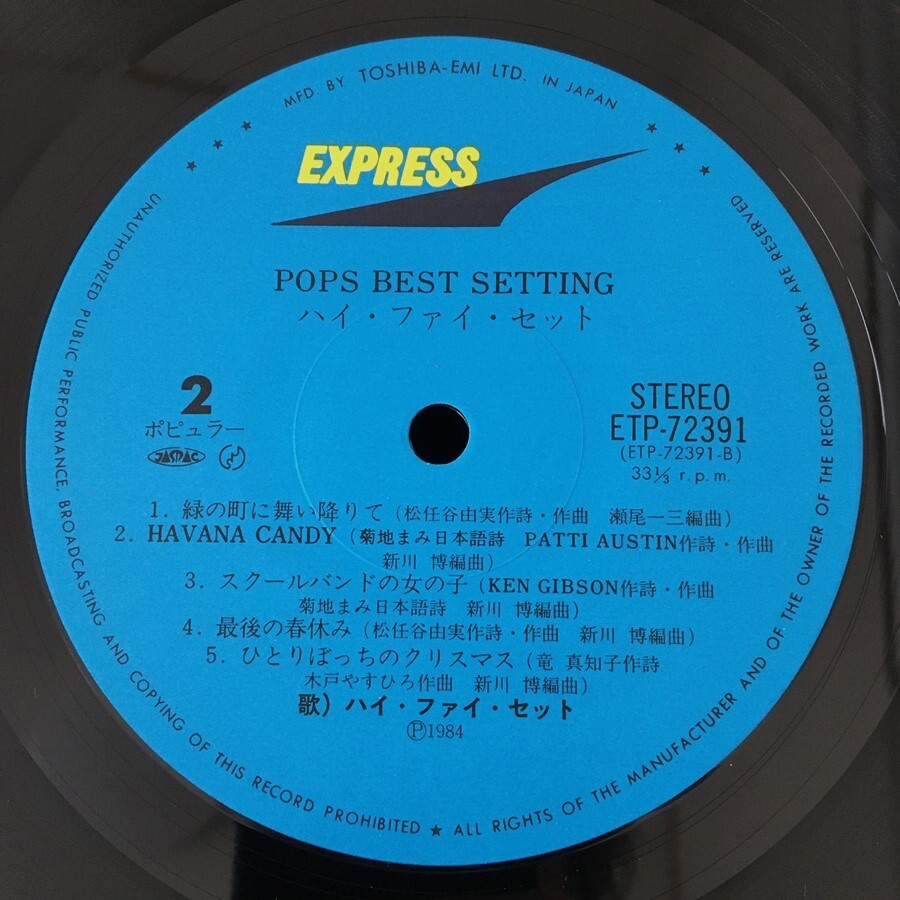 MFD. BY TOSHIBA-EMI LTD. IN JAPAN
EXPRESS
POPS BEST SETTING
ハイ・ファイ・セット
2
ポピュラー
JASRAC
STEREO
ETP-72391
(ETP-72391-B)
33⅓ r.p.m.
1. 緑の町に舞い降りて (松任谷由実作詩・作曲 瀬尾一三編曲)
2. HAVANA CANDY (菊地まみ日本語詩 PATTI AUSTIN作詩・作曲
新川 博編曲)
3. スクールバンドの女の子 (KEN GIBSON作詩・作曲
菊地まみ日本語詩 新川 博編曲)
4. 最後の春休み (松任谷由実作詩・作曲 新川 博編曲)
5. ひとりぼっちのクリスマス (竜 真知子作詩
木戸やすひろ作曲 新川 博編曲)
歌) ハイ・ファイ・セット
Ⓟ1984
UNAUTHORIZED PUBLIC PERFORMANCE, BROADCASTING AND COPYING OF THIS RECORD PROHIBITED ★ ALL RIGHTS OF THE MANUFACTURER AND OF THE OWNER OF THE RECORDED WORK ARE RESERVED